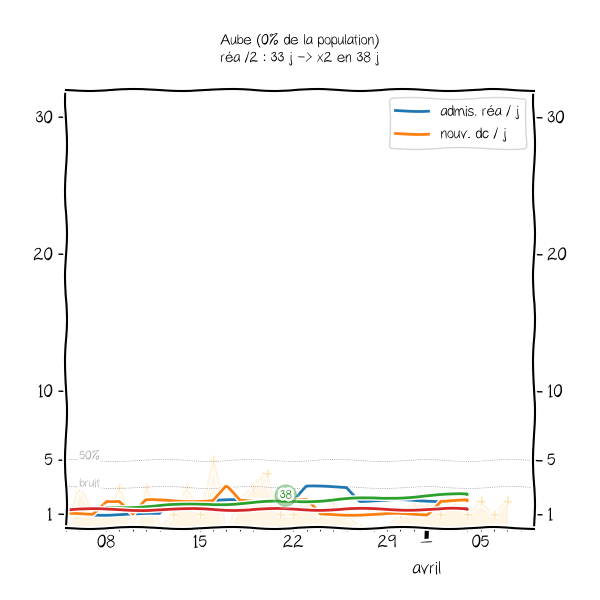 Aube (0% de la population)
réa /2 : 33 j -> x2 en 38 j
admis. réa / j
nouv. dc / j
30
30
20
20
10
10
50%
5
5
bruit
38
1
1
08
15
22
29
05
avril